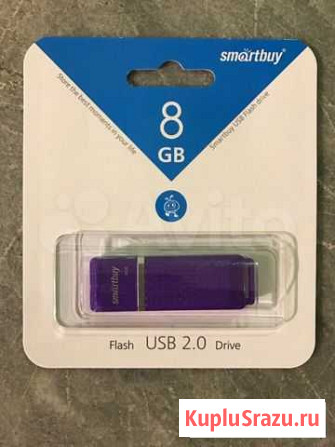 smartbuy
Store the best moments in your life
Smartbuy USB Flash drive
8
GB
Avito
smartbuy
Flash USB 2.0 Drive
KupluSrazu.ru